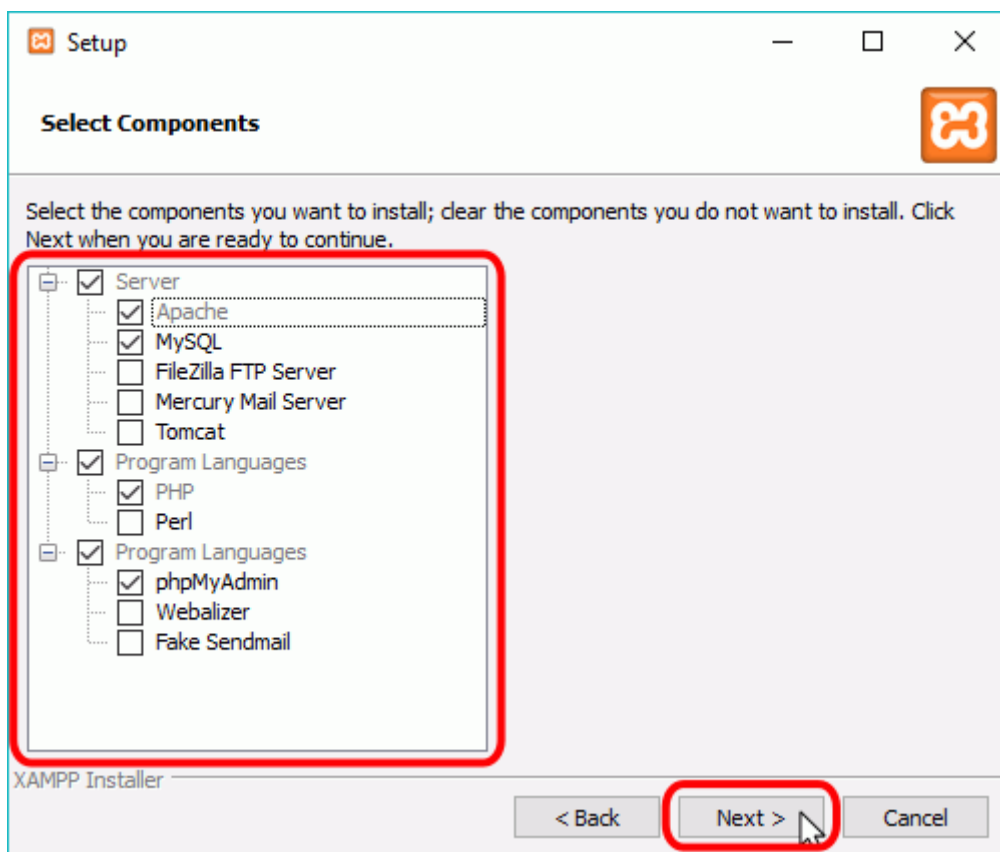 Setup
Select Components
Select the components you want to install; clear the components you do not want to install. Click
Next when you are ready to continue.
Server
Apache
MySQL
FileZilla FTP Server
Mercury Mail Server
Tomcat
Program Languages
PHP
Perl
Program Languages
phpMyAdmin
Webalizer
Fake Sendmail
XAMPP Installer
< Back
Next >
Cancel